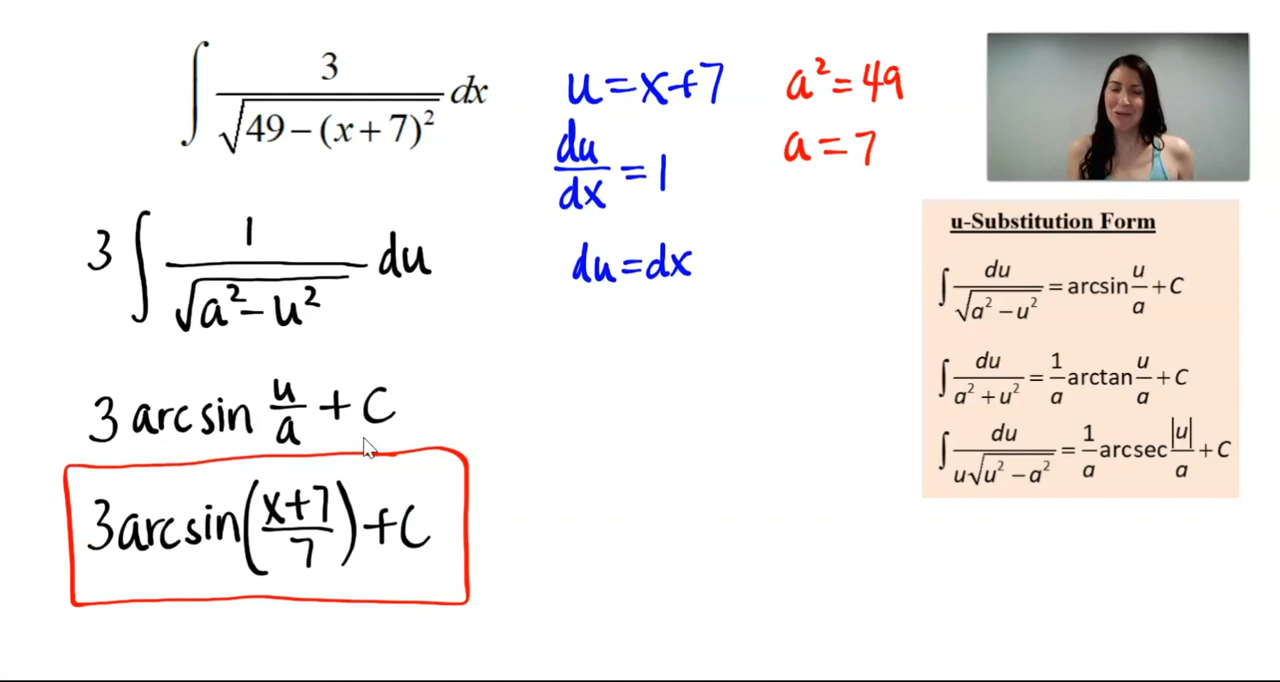 ∫ 3/√(49 − (x + 7)²) dx
u = x+7
du/dx = 1
du = dx
a² = 49
a = 7
3 ∫ 1/√(a² − u²) du
3 arcsin u/a + C
3 arcsin((x+7)/7) + C
u-Substitution Form
∫ du/√(a² − u²) = arcsin u/a + C
∫ du/(a² + u²) = 1/a arctan u/a + C
∫ du/(u√(u² − a²)) = 1/a arcsec |u|/a + C